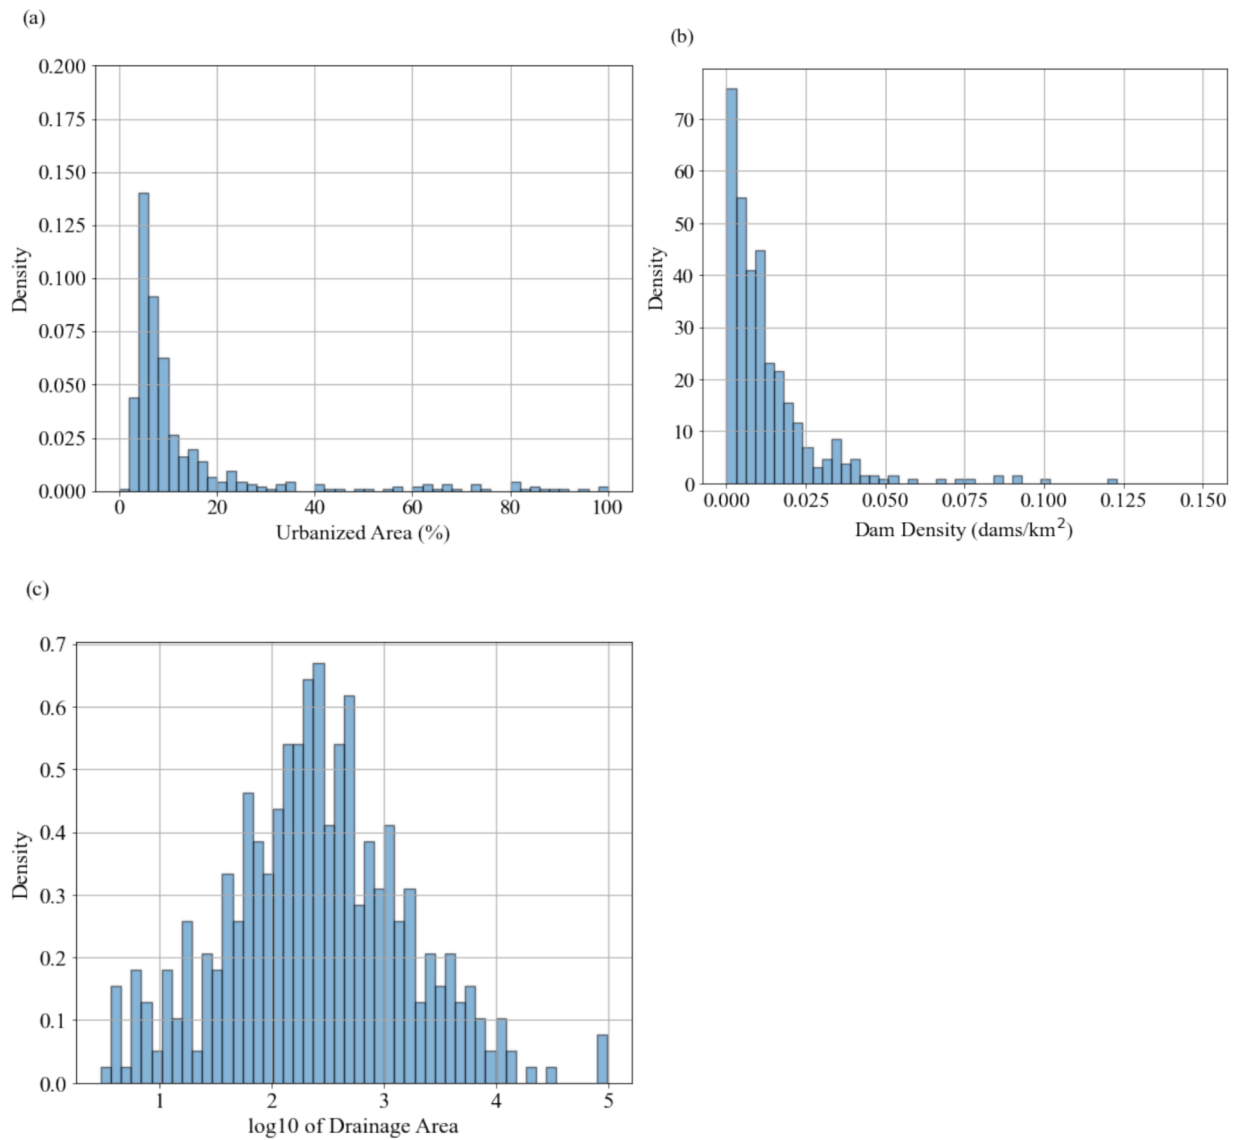 (a)
0.200
0.175
0.150
0.125
0.100
0.075
0.050
0.025
0.000
Density
0 20 40 60 80 100
Urbanized Area (%)
(b)
70
60
50
40
30
20
10
0
Density
0.000 0.025 0.050 0.075 0.100 0.125 0.150
Dam Density (dams/km²)
(c)
0.7
0.6
0.5
0.4
0.3
0.2
0.1
0.0
Density
1 2 3 4 5
log10 of Drainage Area